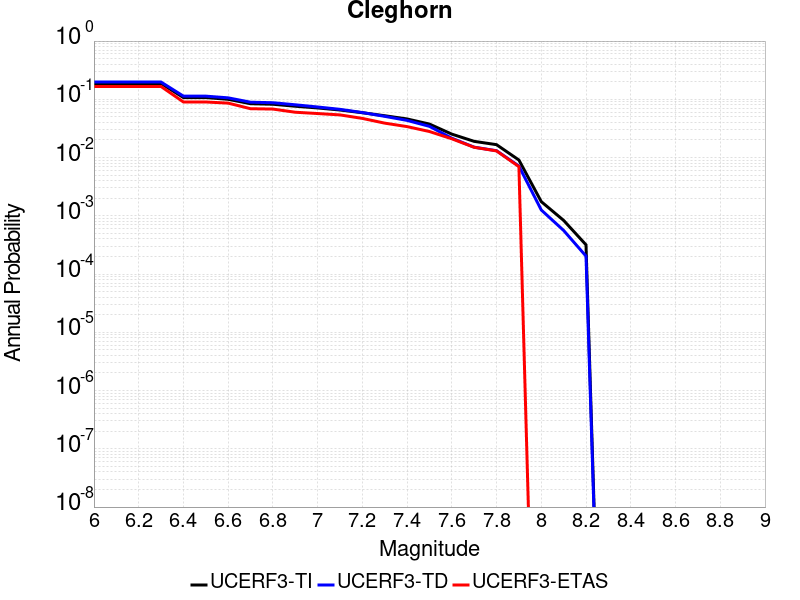 Cleghorn
10^0
10^-1
10^-2
10^-3
10^-4
10^-5
10^-6
10^-7
10^-8
Annual Probability
6 6.2 6.4 6.6 6.8 7 7.2 7.4 7.6 7.8 8 8.2 8.4 8.6 8.8 9
Magnitude
UCERF3-TI UCERF3-TD UCERF3-ETAS